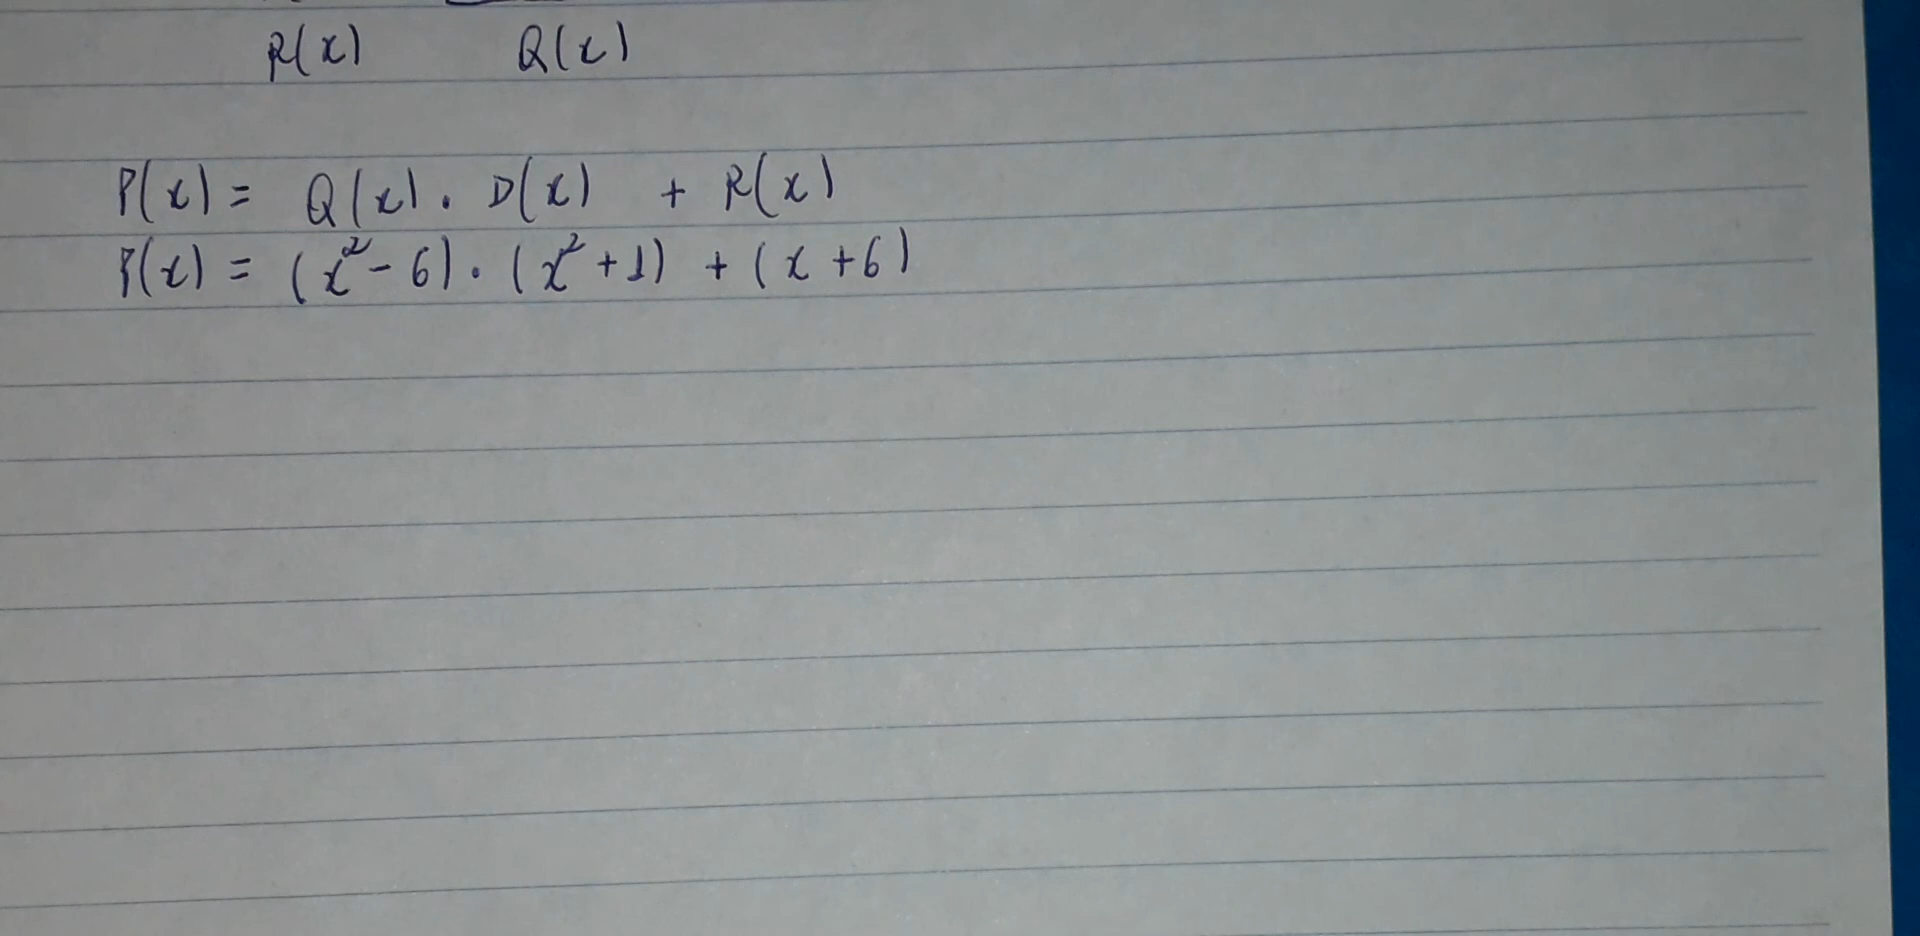 R(x) Q(x)
P(x) = Q(x) . D(x) + R(x)
P(x) = (x² - 6) . (x² + 1) + (x + 6)